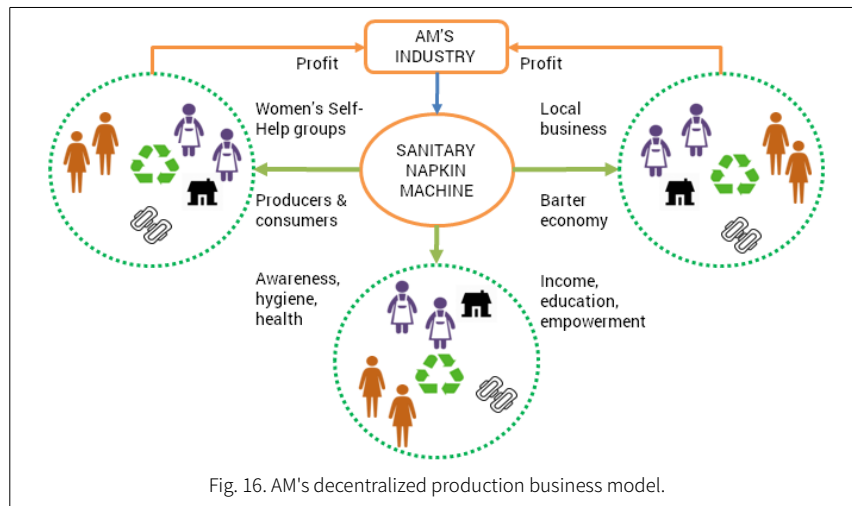 AM'S
INDUSTRY
Profit
Profit
Women's Self-
Help groups
Local
business
SANITARY
NAPKIN
MACHINE
Producers &
consumers
Barter
economy
Awareness,
hygiene,
health
Income,
education,
empowerment
Fig. 16. AM's decentralized production business model.